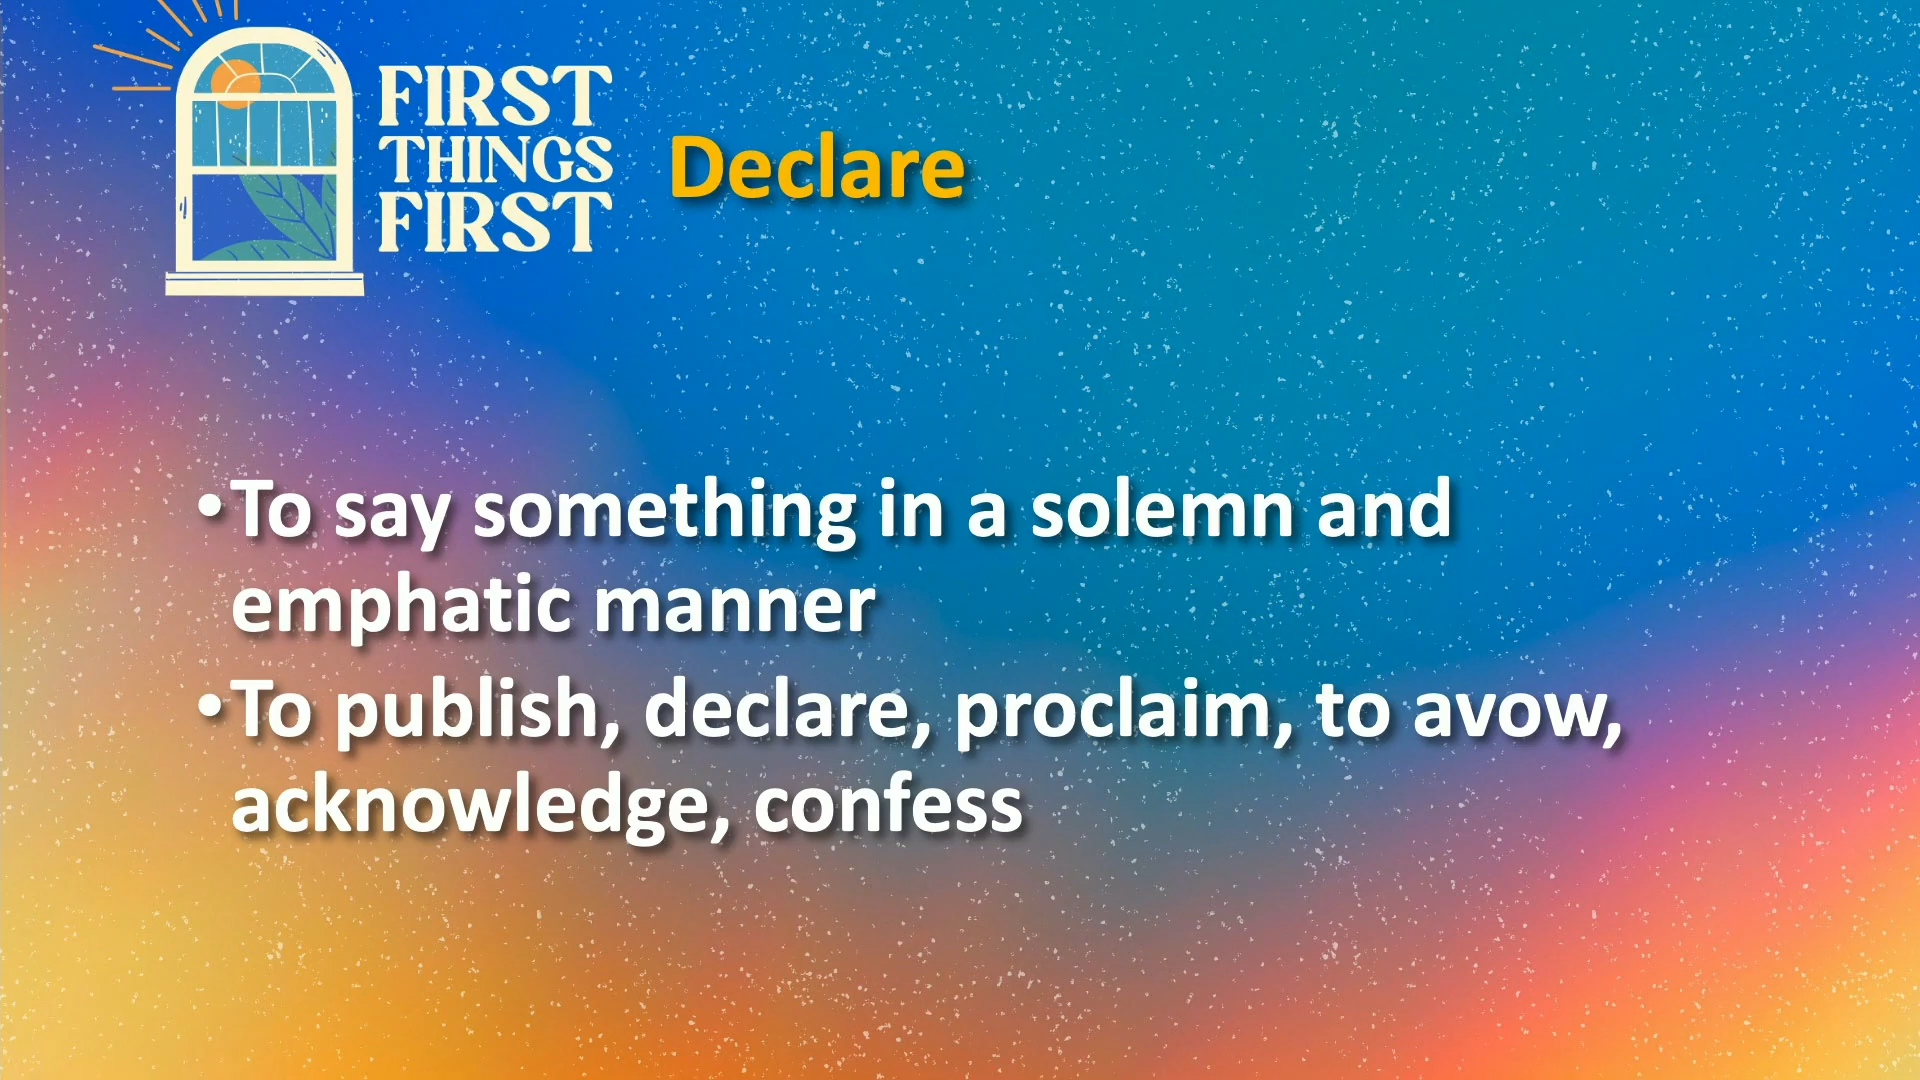 FIRST
THINGS
FIRST
Declare
•To say something in a solemn and
emphatic manner
•To publish, declare, proclaim, to avow,
acknowledge, confess